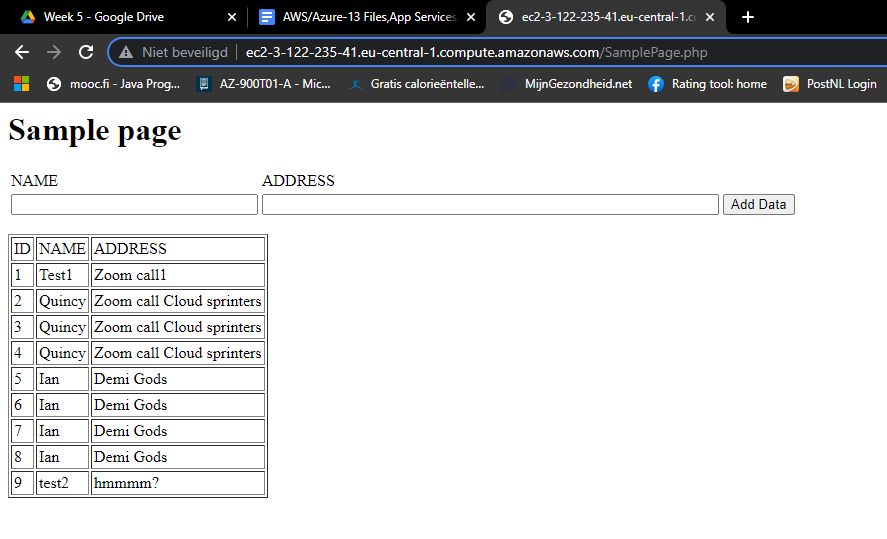 Week 5 - Google Drive
AWS/Azure-13 Files,App Services
ec2-3-122-235-41.eu-central-1.co
Niet beveiligd
ec2-3-122-235-41.eu-central-1.compute.amazonaws.com/SamplePage.php
mooc.fi - Java Prog...
AZ-900T01-A - Mic...
Gratis calorieëntelle...
MijnGezondheid.net
Rating tool: home
PostNL Login
Sample page
NAME ADDRESS
Add Data
ID NAME ADDRESS
1 Test1 Zoom call1
2 Quincy Zoom call Cloud sprinters
3 Quincy Zoom call Cloud sprinters
4 Quincy Zoom call Cloud sprinters
5 Ian Demi Gods
6 Ian Demi Gods
7 Ian Demi Gods
8 Ian Demi Gods
9 test2 hmmmm?